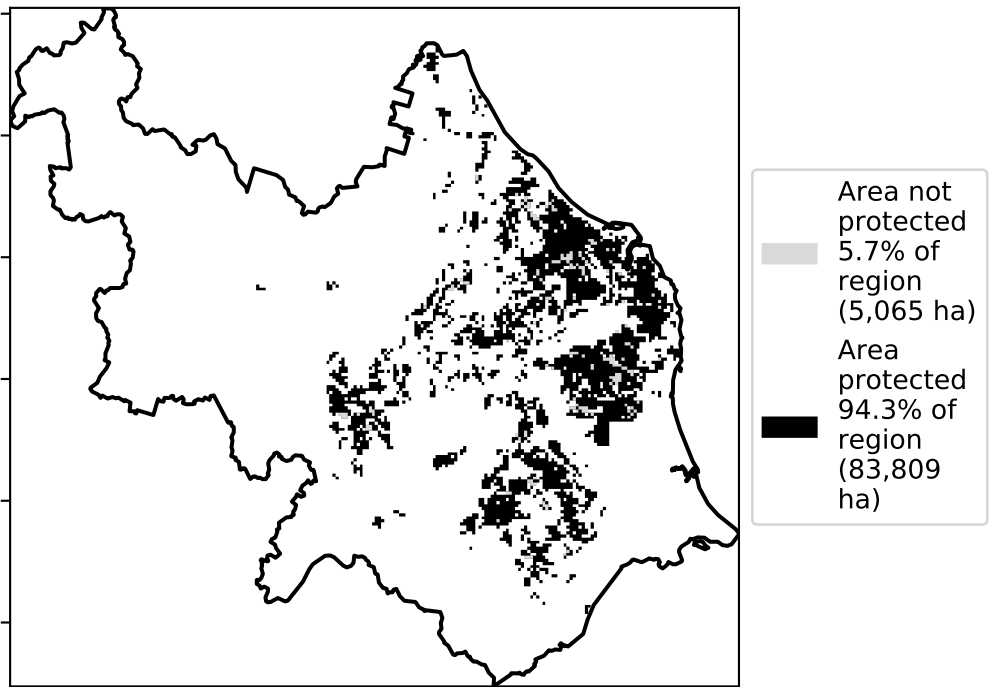 Area not
protected
5.7% of
region
(5,065 ha)
Area
protected
94.3% of
region
(83,809
ha)